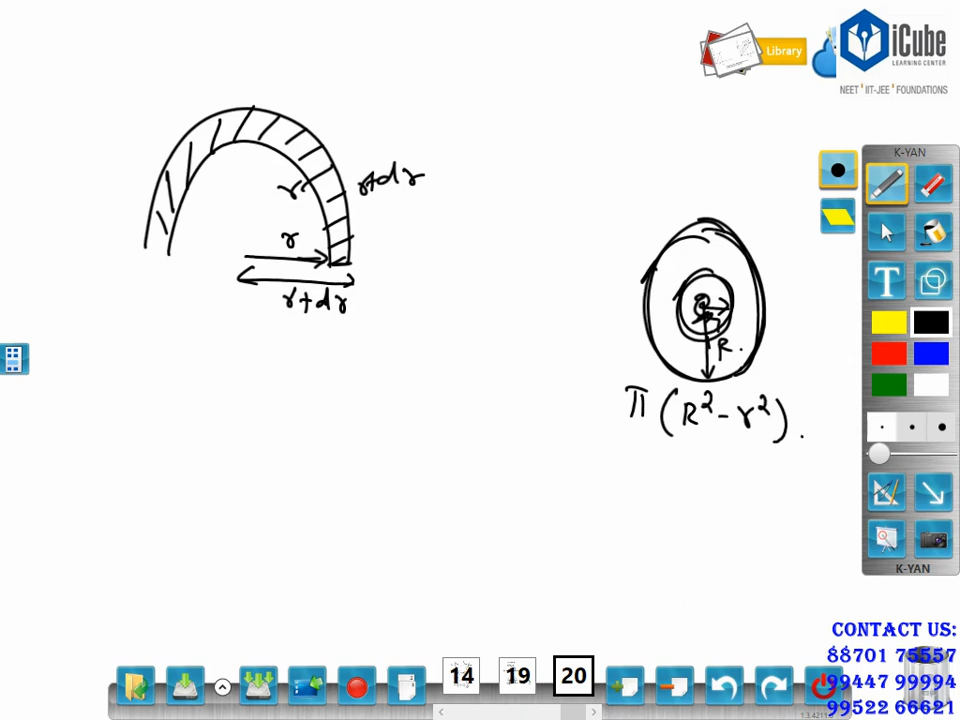 Library
iCube
LEARNING CENTER
NEET ' IIT-JEE ' FOUNDATIONS
K-YAN
r+dr
r
r
r+dr
R.
π (R² - r²).
T
K-YAN
14
19
20
CONTACT US:
88701 75557
99447 99994
99522 66621